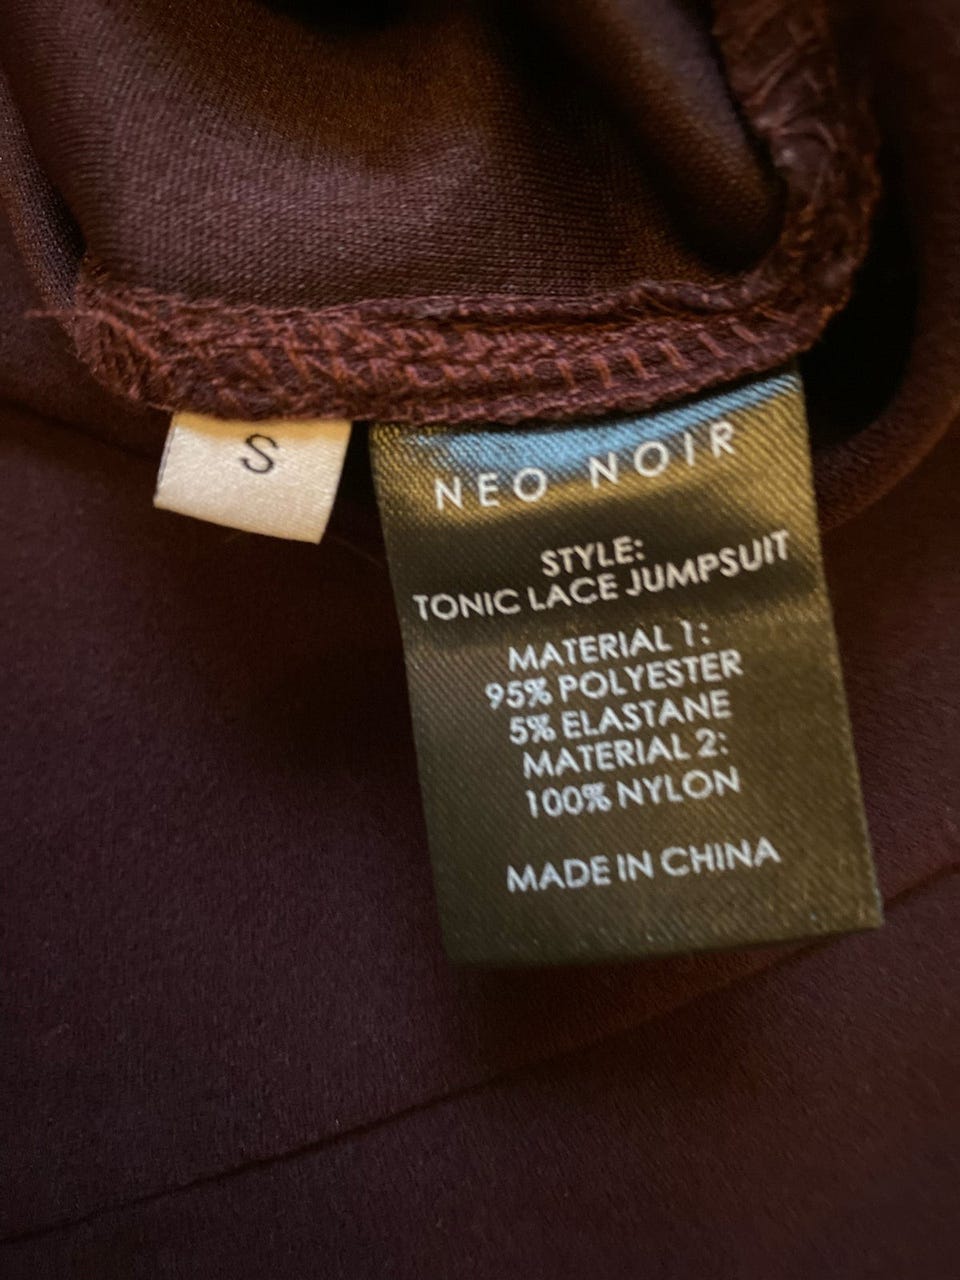 S
NEO NOIR
STYLE:
TONIC LACE JUMPSUIT
MATERIAL 1:
95% POLYESTER
5% ELASTANE
MATERIAL 2:
100% NYLON
MADE IN CHINA